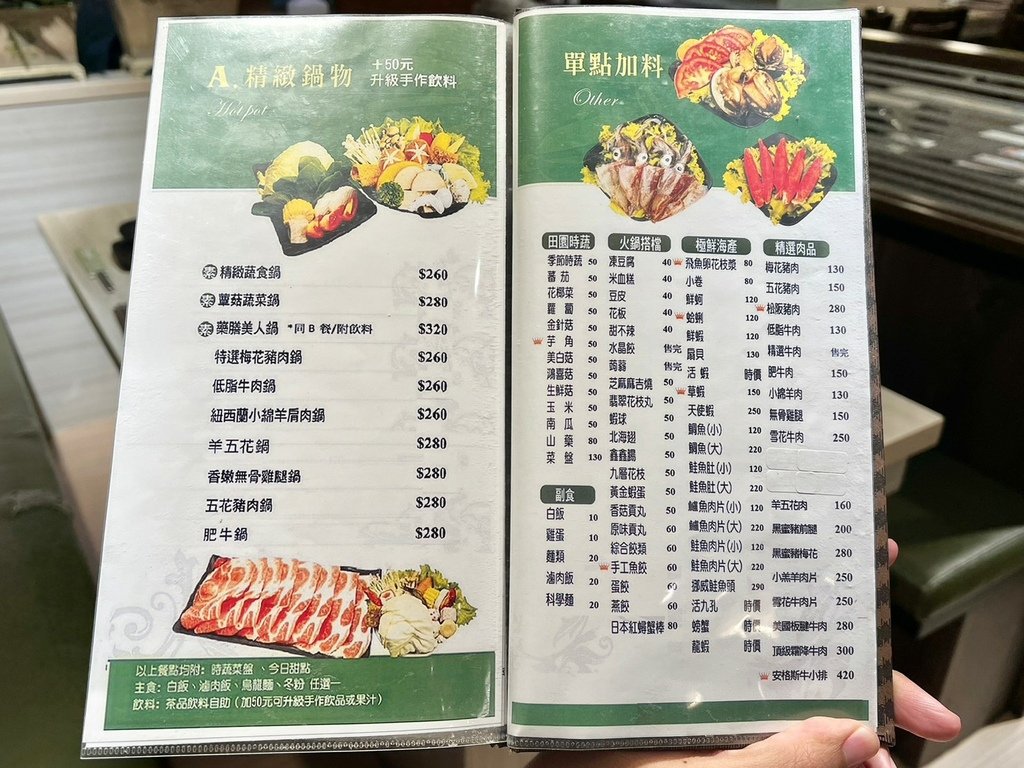 A. 精緻鍋物
+50元
升級手作飲料
Hot pot
素 精緻蔬食鍋 $260
素 蕈菇蔬菜鍋 $280
素 藥膳美人鍋 *同 B 餐/附飲料 $320
特選梅花豬肉鍋 $260
低脂牛肉鍋 $260
紐西蘭小綿羊肩肉鍋 $260
羊五花鍋 $280
香嫩無骨雞腿鍋 $280
五花豬肉鍋 $280
肥牛鍋 $280
以上餐點均附: 時蔬菜盤、今日甜點
主食: 白飯、滷肉飯、烏龍麵、冬粉 任選一
飲料: 茶品飲料自助 (加50元可升級手作飲品或果汁)
單點加料
Other
田園時蔬
季節時蔬 50
蕃茄 50
花椰菜 50
蘿蔔 50
金針菇 50
芋角 50
美白菇 50
鴻喜菇 50
生鮮菇 50
玉米 50
南瓜 50
山藥 80
菜盤 130
副食
白飯 10
雞蛋 10
麵類 20
滷肉飯 20
科學麵 20
火鍋搭檔
凍豆腐 40
米血糕 40
豆皮 40
花板 40
甜不辣 40
水晶餃 售完
蒟蒻 售完
芝麻麻吉燒 50
翡翠花枝丸 50
蝦球 50
北海翅 50
鑫鑫腸 50
九層花枝 50
黃金蝦蛋 50
香菇貢丸 50
原味貢丸 60
綜合餃類 60
手工魚餃 60
蛋餃 60
燕餃 60
日本紅蟳蟹棒 80
極鮮海產
飛魚卵花枝漿 80
小卷 80
鮮蚵 120
蛤蜊 120
鮮蝦 120
扇貝 130
活蝦 時價
草蝦 150
天使蝦 250
鯛魚(小) 120
鯛魚(大) 220
鮭魚肚(小) 120
鮭魚肚(大) 220
鱸魚肉片(小) 120
鱸魚肉片(大) 220
鮭魚肉片(小) 120
鮭魚肉片(大) 220
挪威鮭魚頭 290
活九孔 時價
螃蟹 時價
龍蝦 時價
精選肉品
梅花豬肉 130
五花豬肉 150
松阪豬肉 280
低脂牛肉 130
精選牛肉 售完
肥牛肉 150
小綿羊肉 130
無骨雞腿 150
雪花牛肉 250
羊五花肉 160
黑蜜豬前腿 200
黑蜜豬梅花 280
小羔羊肉片 250
雪花牛肉片 250
美國板腱牛肉 280
頂級霜降牛肉 300
安格斯牛小排 420